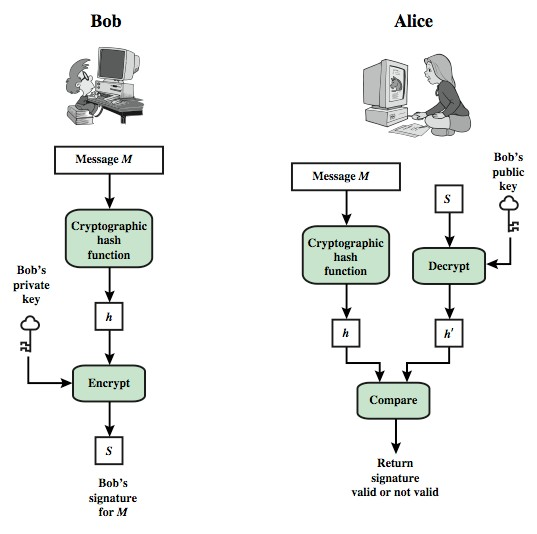 Bob
Message M
Cryptographic
hash
function
Bob's
private
key
h
Encrypt
S
Bob's
signature
for M
Alice
Message M
Bob's
public
key
S
Cryptographic
hash
function
Decrypt
h
h'
Compare
Return
signature
valid or not valid